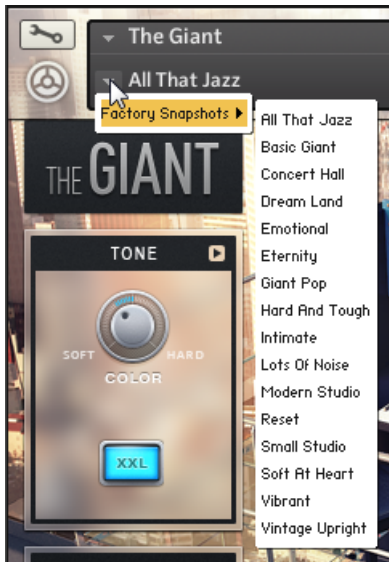 The Giant
All That Jazz
Factory Snapshots
All That Jazz
Basic Giant
Concert Hall
Dream Land
Emotional
Eternity
Giant Pop
Hard And Tough
Intimate
Lots Of Noise
Modern Studio
Reset
Small Studio
Soft At Heart
Vibrant
Vintage Upright
THE GIANT
TONE
SOFT HARD
COLOR
XXL